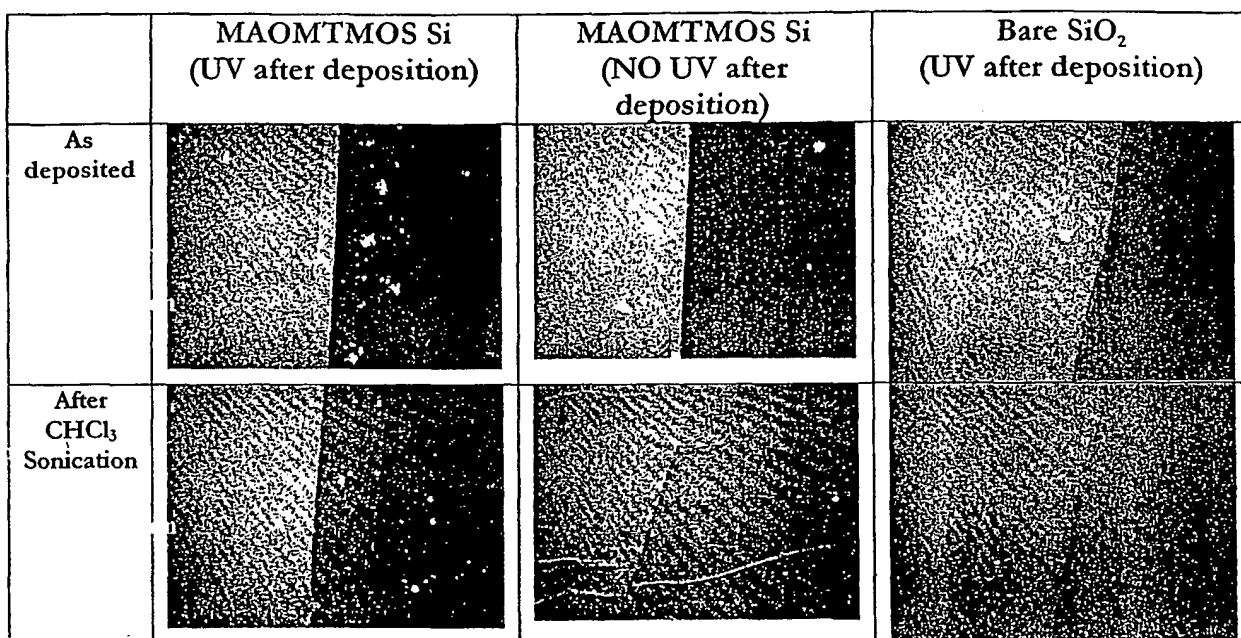 MAOMTMOS Si
(UV after deposition)
MAOMTMOS Si
(NO UV after
deposition)
Bare SiO₂
(UV after deposition)
As
deposited
After
CHCl₃
Sonication